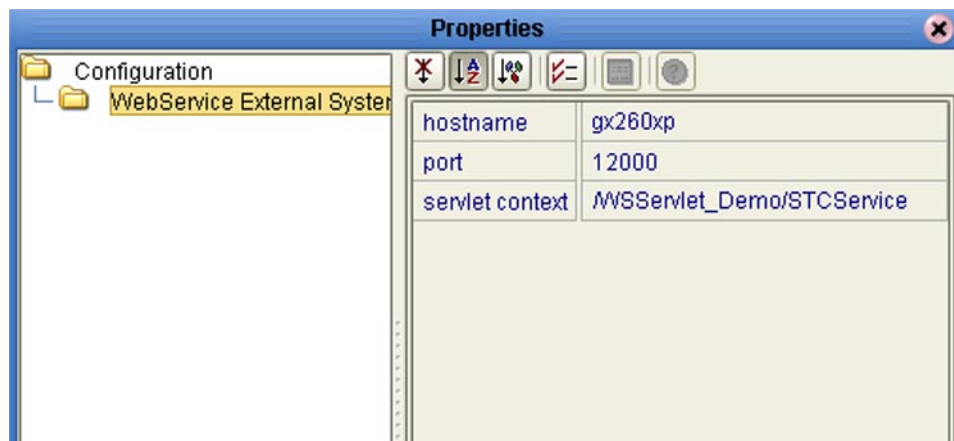 Properties
Configuration
WebService External Syster
hostname gx260xp
port 12000
servlet context /WSServlet_Demo/STCService